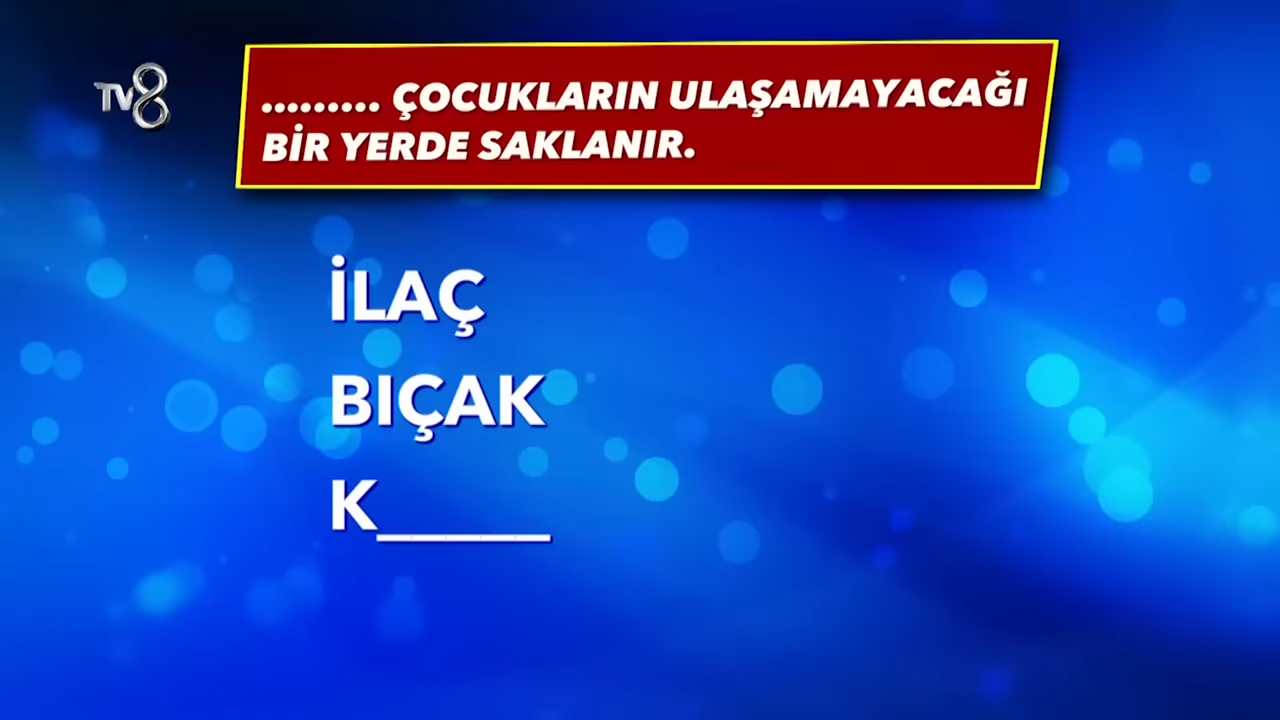 TV8
......... ÇOCUKLARIN ULAŞAMAYACAĞI
BİR YERDE SAKLANIR.
İLAÇ
BIÇAK
K_____